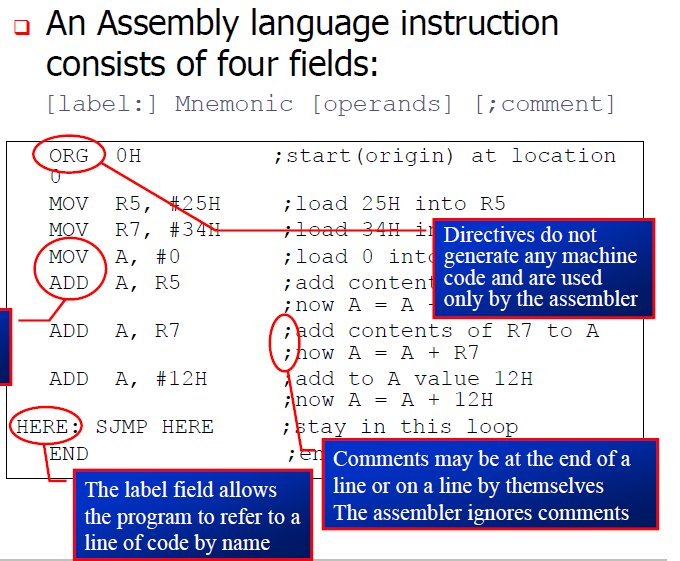 An Assembly language instruction
consists of four fields:
[label:] Mnemonic [operands] [;comment]
ORG 0H ;start(origin) at location
0
MOV R5, #25H ;load 25H into R5
MOV R7, #34H ;load 34H
MOV A, #0 ;load 0
ADD A, R5 ;add
;now A = A
ADD A, R7 ;add contents of R7 to A
;now A = A + R7
ADD A, #12H ;add to A value 12H
;now A = A + 12H
HERE: SJMP HERE ;stay in this loop
END
Directives do not
generate any machine
code and are used
only by the assembler
Comments may be at the end of a
line or on a line by themselves
The assembler ignores comments
The label field allows
the program to refer to a
line of code by name